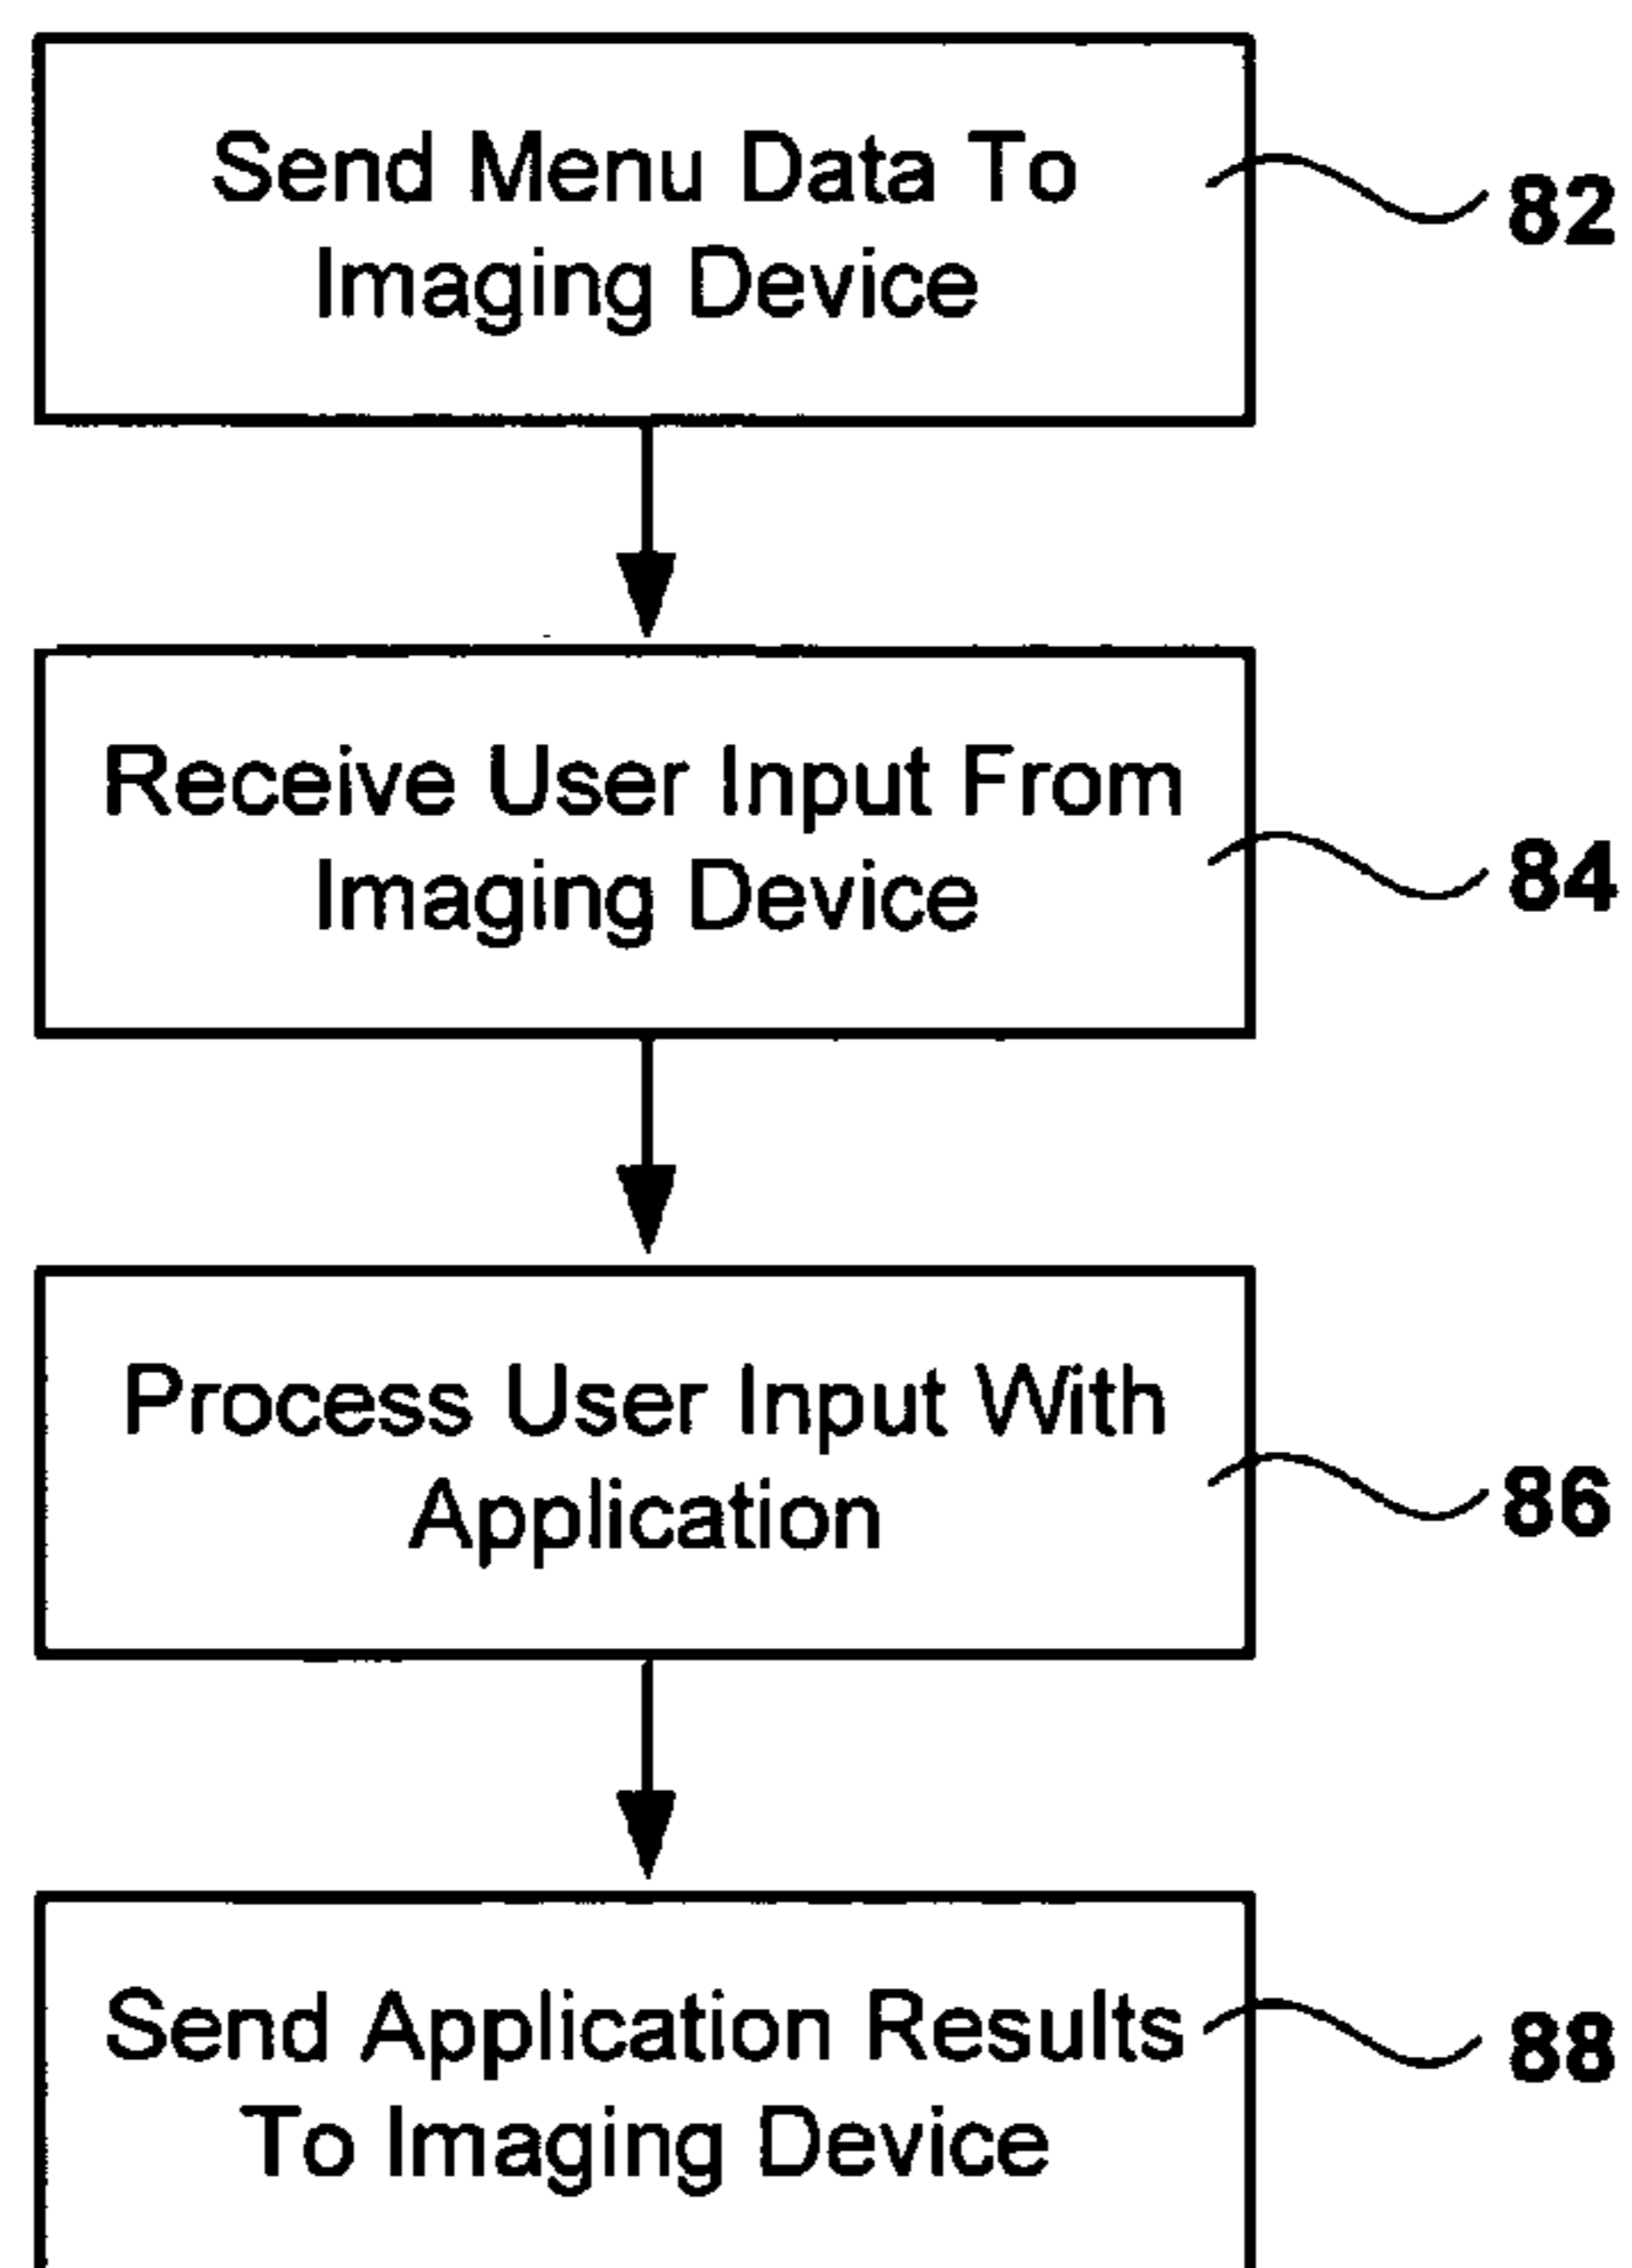 Send Menu Data To
Imaging Device
82
Receive User Input From
Imaging Device
84
Process User Input With
Application
86
Send Application Results
To Imaging Device
88